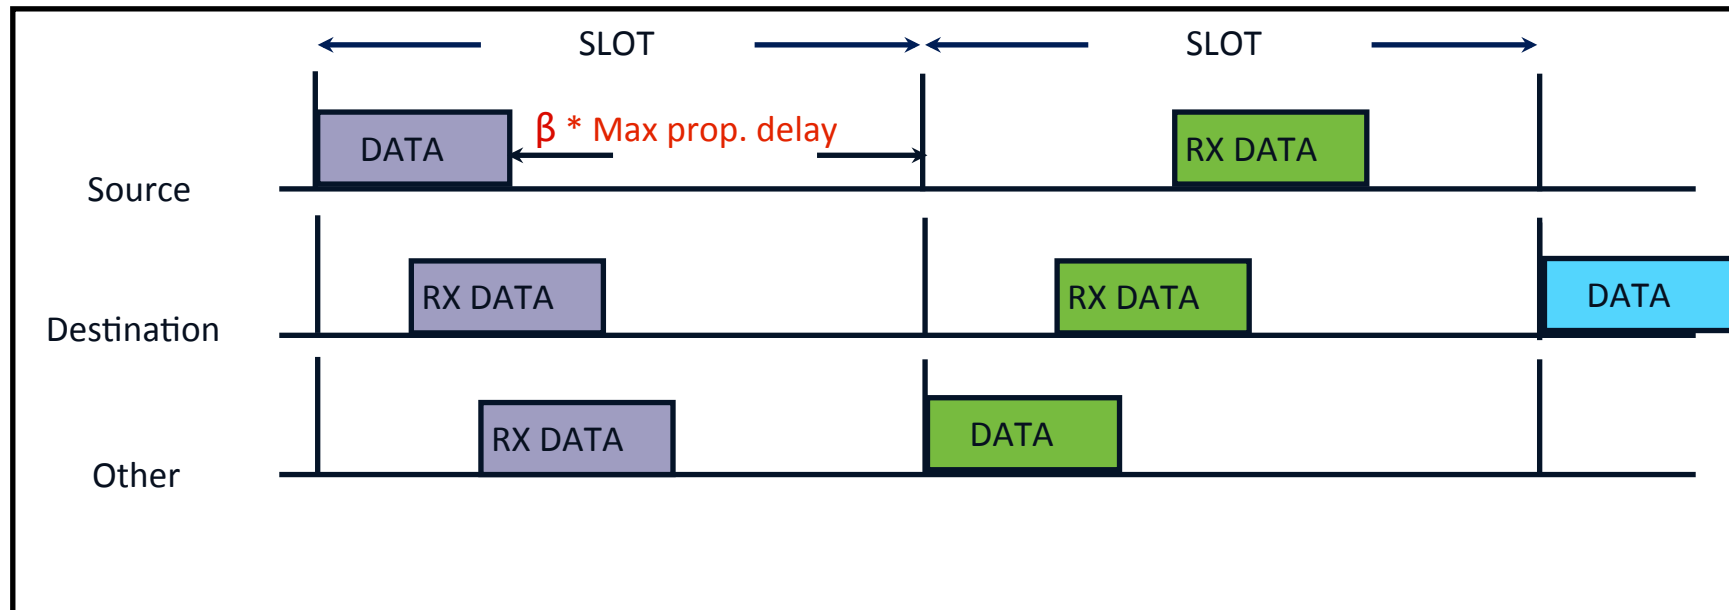 SLOT SLOT
β * Max prop. delay
DATA RX DATA
Source
RX DATA RX DATA DATA
Destination
RX DATA DATA
Other